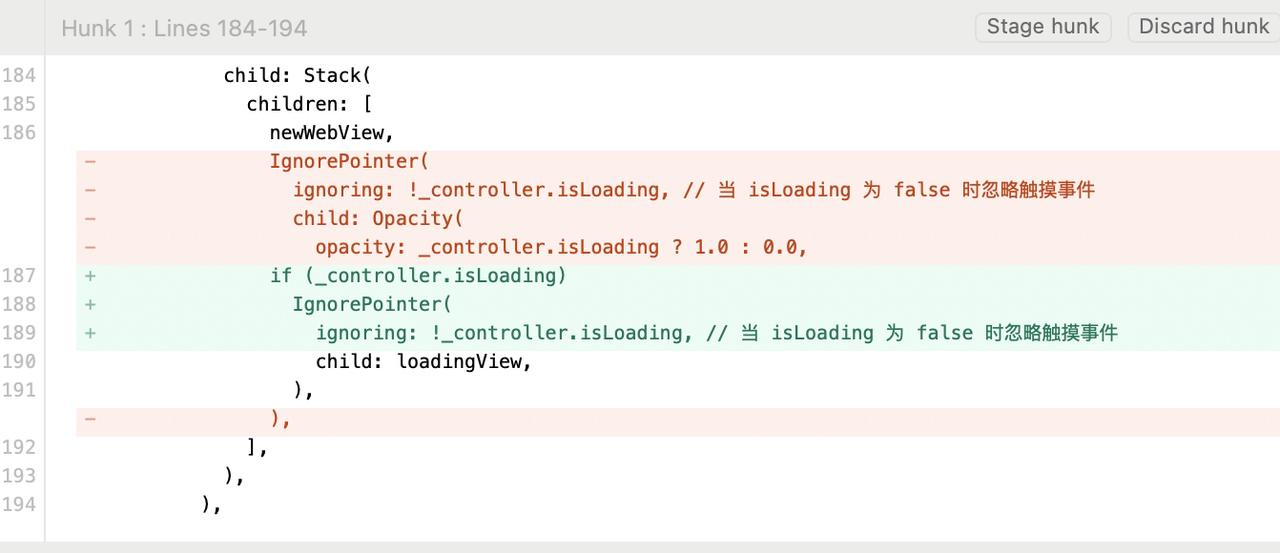 Hunk 1 : Lines 184-194 Stage hunk Discard hunk
184 child: Stack(
185 children: [
186 newWebView,
- IgnorePointer(
- ignoring: !_controller.isLoading, // 当 isLoading 为 false 时忽略触摸事件
- child: Opacity(
- opacity: _controller.isLoading ? 1.0 : 0.0,
187 + if (_controller.isLoading)
188 + IgnorePointer(
189 + ignoring: !_controller.isLoading, // 当 isLoading 为 false 时忽略触摸事件
190 child: loadingView,
191 ),
- ),
192 ],
193 ),
194 ),